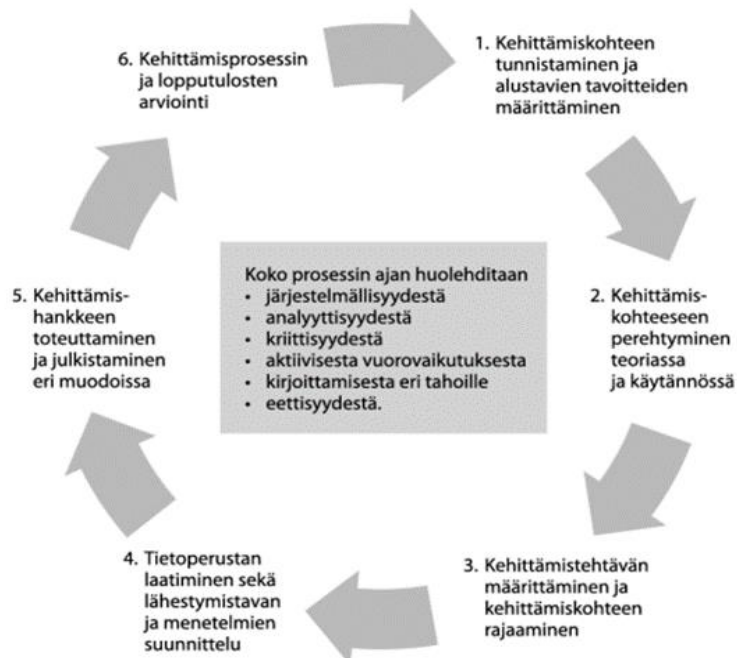 1. Kehittämiskohteen
tunnistaminen ja
alustavien tavoitteiden
määrittäminen
2. Kehittämis-
kohteeseen
perehtyminen
teoriassa
ja käytännössä
3. Kehittämistehtävän
määrittäminen ja
kehittämiskohteen
rajaaminen
4. Tietoperustan
laatiminen sekä
lähestymistavan
ja menetelmien
suunnittelu
5. Kehittämis-
hankkeen
toteuttaminen
ja julkistaminen
eri muodoissa
6. Kehittämisprosessin
ja lopputulosten
arviointi
Koko prosessin ajan huolehditaan
• järjestelmällisyydestä
• analyyttisyydestä
• kriittisyydestä
• aktiivisesta vuorovaikutuksesta
• kirjoittamisesta eri tahoille
• eettisyydestä.